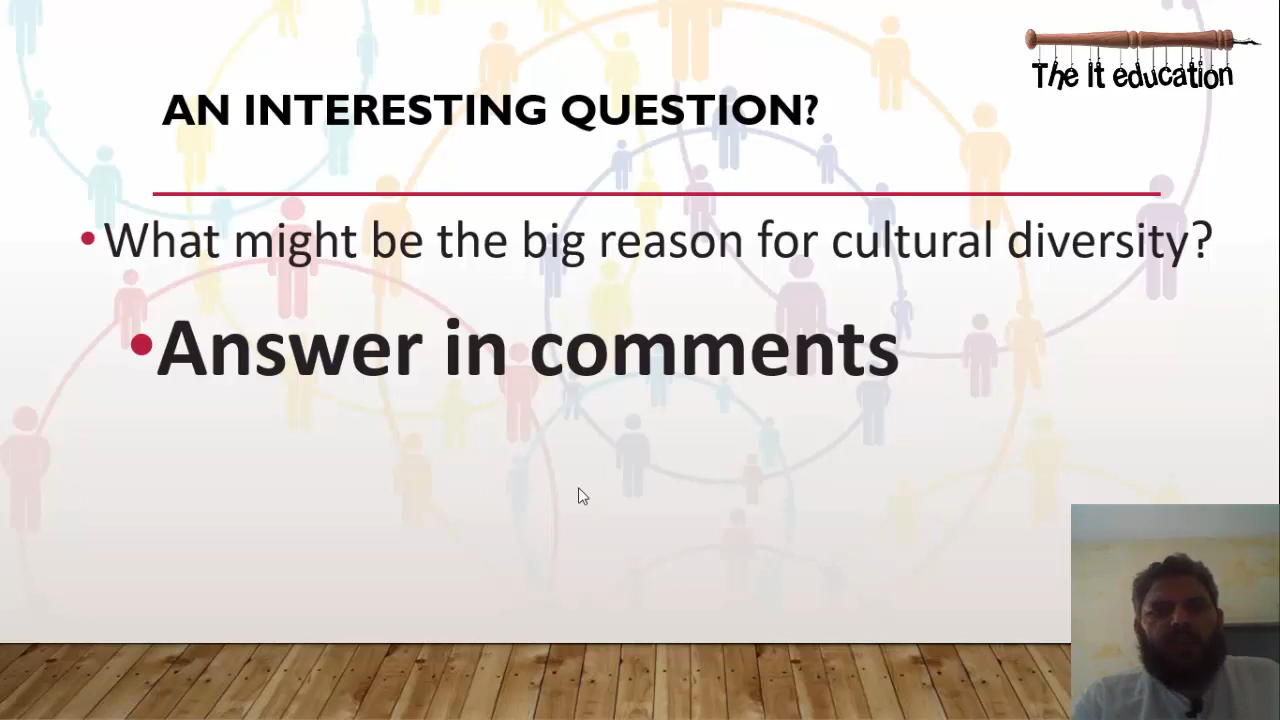 The It education
AN INTERESTING QUESTION?
•What might be the big reason for cultural diversity?
•Answer in comments